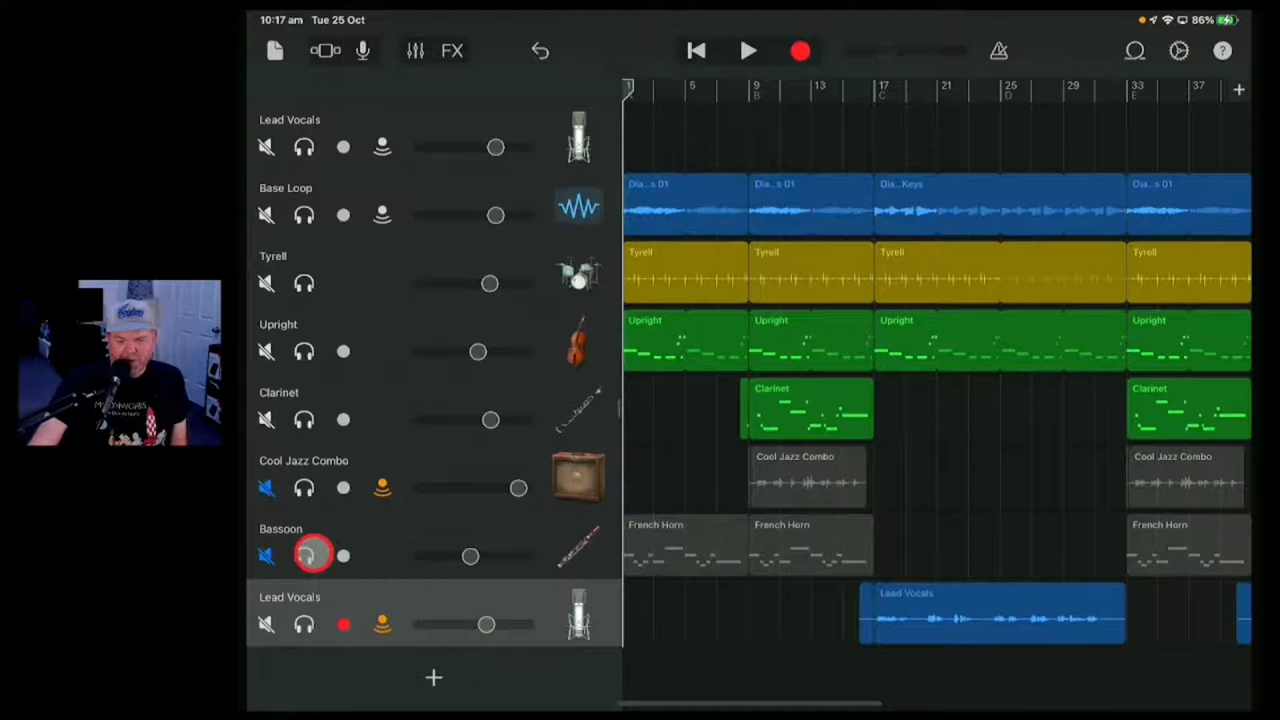 10:17 am Tue 25 Oct
86%
FX
?
1 5 9 13 17 21 25 29 33 37
A B C D E
Lead Vocals
Base Loop
Dia...s 01 Dia...s 01 Dia...Keys Dia...s 01
Tyrell
Tyrell Tyrell Tyrell Tyrell
Upright
Upright Upright Upright Upright
Clarinet
Clarinet Clarinet
Cool Jazz Combo
Cool Jazz Combo Cool Jazz Combo
Bassoon
French Horn French Horn French Horn
Lead Vocals
Lead Vocals